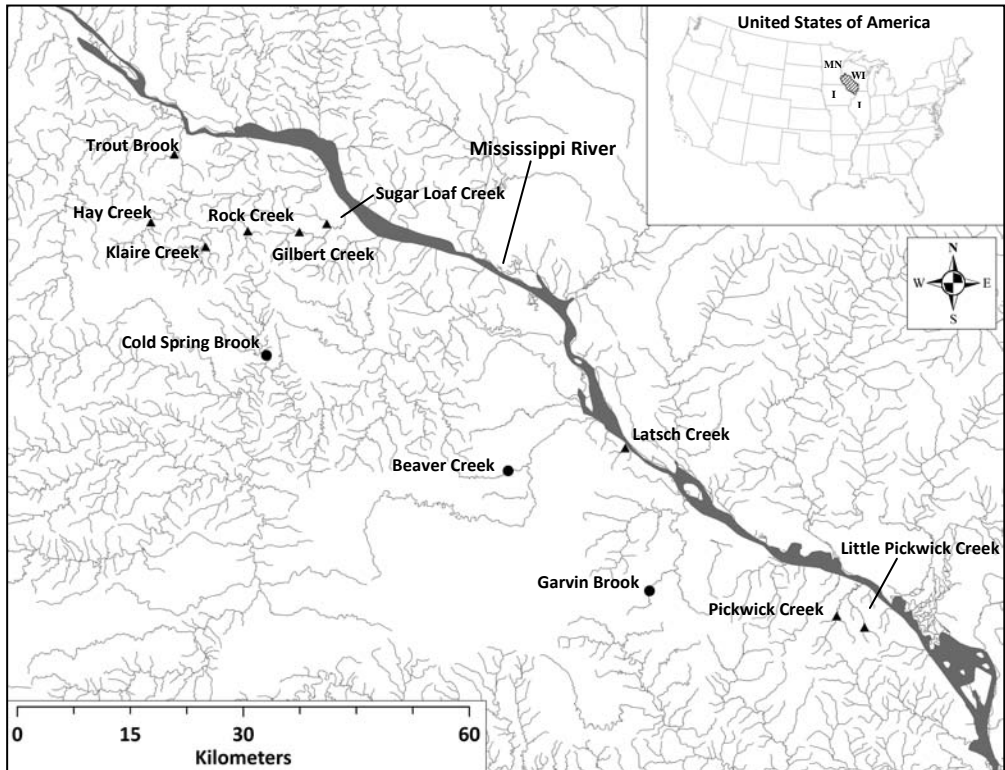 United States of America
MN
WI
I
I
Trout Brook
Mississippi River
Sugar Loaf Creek
Hay Creek
Rock Creek
Klaire Creek
Gilbert Creek
N
W
E
S
Cold Spring Brook
Latsch Creek
Beaver Creek
Little Pickwick Creek
Garvin Brook
Pickwick Creek
0 15 30 60
Kilometers